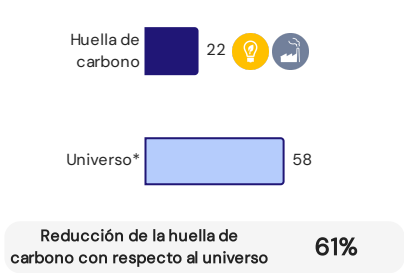 Huella de
carbono
22
Universo*
58
Reducción de la huella de
carbono con respecto al universo
61%